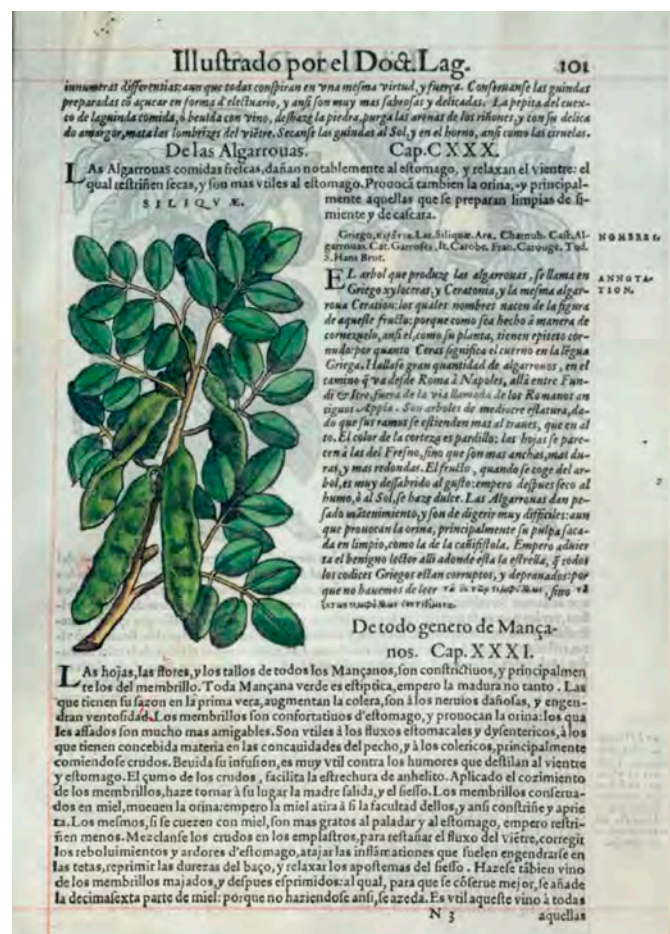 Illuſtrado por el Doct. Lag. 101
innumeras differentias: aun que todas conſpiran en vna meſma virtud, y fuerça. Conſeruanſe las guindas
preparadas cō açucar en forma d'electuario, y anſi ſon muy mas ſabroſas y delicadas. La pepita del cuex-
co de la guinda comida, ò beuida con vino, deſhaze la piedra, purga las arenas de los riñones, y con ſu delica
do amargor, mata las lombrizes del viētre. Secanſe las guindas al Sol, y en el horno, anſi como las ciruelas.
De las Algarrouas. Cap. CXXX.
LAs Algarrouas comidas freſcas, dañan notablemente al eſtomago, y relaxan el vientre: el
qual reſtriñen ſecas, y ſon mas vtiles al eſtomago. Prouocā tambien la orina, y principal-
mente aquellas que ſe preparan limpias de ſi-
miente y de caſcara.
SILIQVÆ.
Griego, Lat. Siliquæ. Ara. Charnub. Caſt. Al-
garrouas. Cat. Garrofes, It. Carobe. Fran. Carouge. Tud.
S. Hans Brot.
NOMBRES.
EL arbol que produze las algarrouas, ſe llama en
Griego xyloceras, y Ceratonia, y la meſma algar-
roua Ceration: los quales nombres nacen de la figura
de aqueſte fructo: porque como ſea hecho à manera de
cornezuelo, anſi el, como ſu planta, tienen epiteto cor-
nudo: por quanto Ceras ſignifica el cuerno en la lēgua
Griega. Hallaſe gran quantidad de algarrouos, en el
camino q̄ va deſde Roma à Napoles, allà entre Fun-
di & Itre, fuera de la via llamada de los Romanos an
tiguos Appia. Son arboles de mediocre eſtatura, da-
do que ſus ramos ſe eſtienden mas al traues, que en al
to. El color de la corteza es pardillo: las hojas ſe pare-
cen à las del Freſno, ſino que ſon mas anchas, mas du-
ras, y mas redondas. El fructo, quando ſe coge del ar-
bol, es muy deſſabrido al guſto: empero deſpues ſeco al
humo, ò al Sol, ſe haze dulce. Las Algarrouas dan pe-
ſado mātenimiento, y ſon de digerir muy difficiles: aun
que prouocan la orina, principalmente ſu pulpa ſaca-
da en limpio, como la de la cañifiſtola. Empero aduier
ta el benigno lector alli adonde eſta la eſtrella, q̄ todos
los codices Griegos eſtan corruptos, y deprauados: por
que no hauemos de leer ſino
ANNOTA-
TION.
De todo genero de Mança-
nos. Cap. XXXI.
LAs hojas, las flores, y los tallos de todos los Mançanos, ſon conſtrictiuos, y principalmen
te los del membrillo. Toda Mançana verde es eſtiptica, empero la madura no tanto. Las
que tienen ſu ſazon en la prima vera, augmentan la colera, ſon à los neruios dañoſas, y engen-
dran ventoſidad. Los membrillos ſon confortatiuos d'eſtomago, y prouocan la orina: los qua
les aſſados ſon mucho mas amigables. Son vtiles à los fluxos eſtomacales y dyſentericos, à los
que tienen concebida materia en las concauidades del pecho, y à los colericos, principalmente
comiendoſe crudos. Beuida ſu infuſion, es muy vtil contra los humores que deſtilan al vientre
y eſtomago. El çumo de los crudos, facilita la eſtrechura de anhelito. Aplicado el cozimiento
de los membrillos, haze tornar à ſu lugar la madre ſalida, y el ſieſſo. Los membrillos conſerua-
dos en miel, mueuen la orina: empero la miel atira à ſi la facultad dellos, y anſi conſtriñe y aprie
ta. Los meſmos, ſi ſe cuezen con miel, ſon mas gratos al paladar y al eſtomago, empero reſtri-
ñen menos. Mezclanſe los crudos en los emplaſtros, para reſtañar el fluxo del viētre, corregir
los reboluimientos y ardores d'eſtomago, atajar las inflāmationes que ſuelen engendrarſe en
las tetas, reprimir las durezas del baço, y relaxar los apoſtemas del ſieſſo. Hazeſe tābien vino
de los membrillos majados, y deſpues eſprimidos: al qual, para que ſe cōſerue mejor, ſe añade
la decimaſexta parte de miel: porque no haziendoſe anſi, ſe azeda. Es vtil aqueſte vino à todas
N 3 aquellas